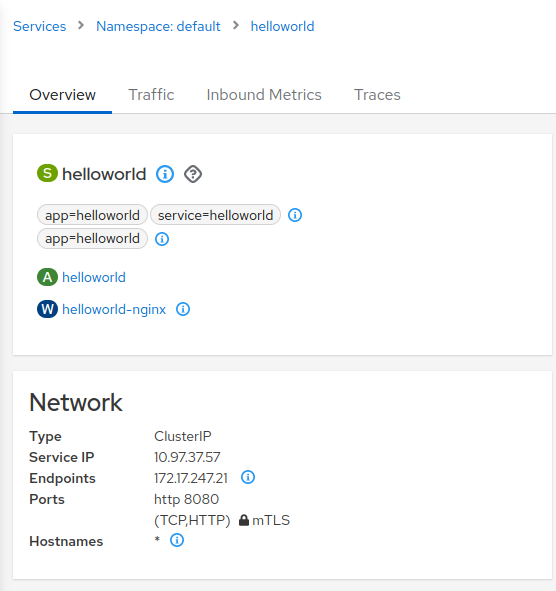 Services > Namespace: default > helloworld
Overview Traffic Inbound Metrics Traces
S helloworld i ?
app=helloworld service=helloworld i
app=helloworld i
A helloworld
W helloworld-nginx i
Network
Type ClusterIP
Service IP 10.97.37.57
Endpoints 172.17.247.21 i
Ports http 8080
(TCP,HTTP) mTLS
Hostnames * i